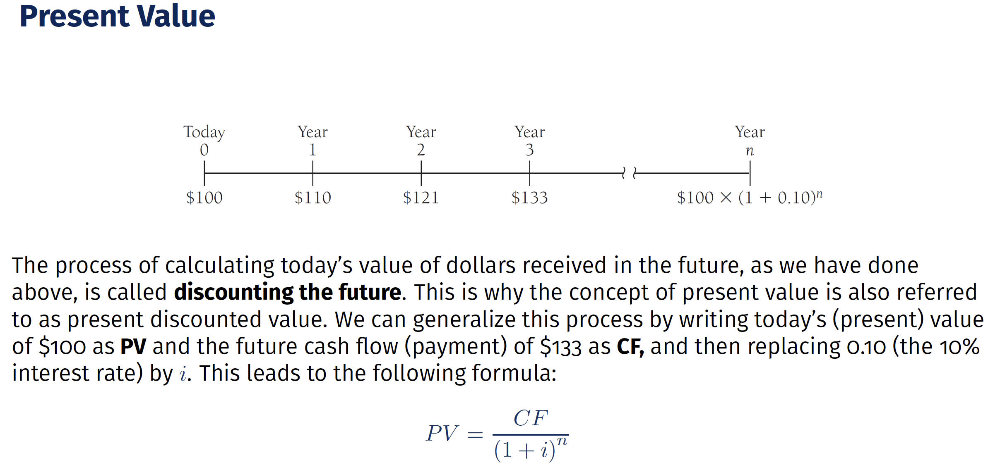 Present Value
Today Year Year Year Year
0 1 2 3 n
$100 $110 $121 $133 $100 × (1 + 0.10)ⁿ
The process of calculating today’s value of dollars received in the future, as we have done
above, is called discounting the future. This is why the concept of present value is also referred
to as present discounted value. We can generalize this process by writing today’s (present) value
of $100 as PV and the future cash flow (payment) of $133 as CF, and then replacing 0.10 (the 10%
interest rate) by i. This leads to the following formula:
PV = CF / (1 + i)ⁿ